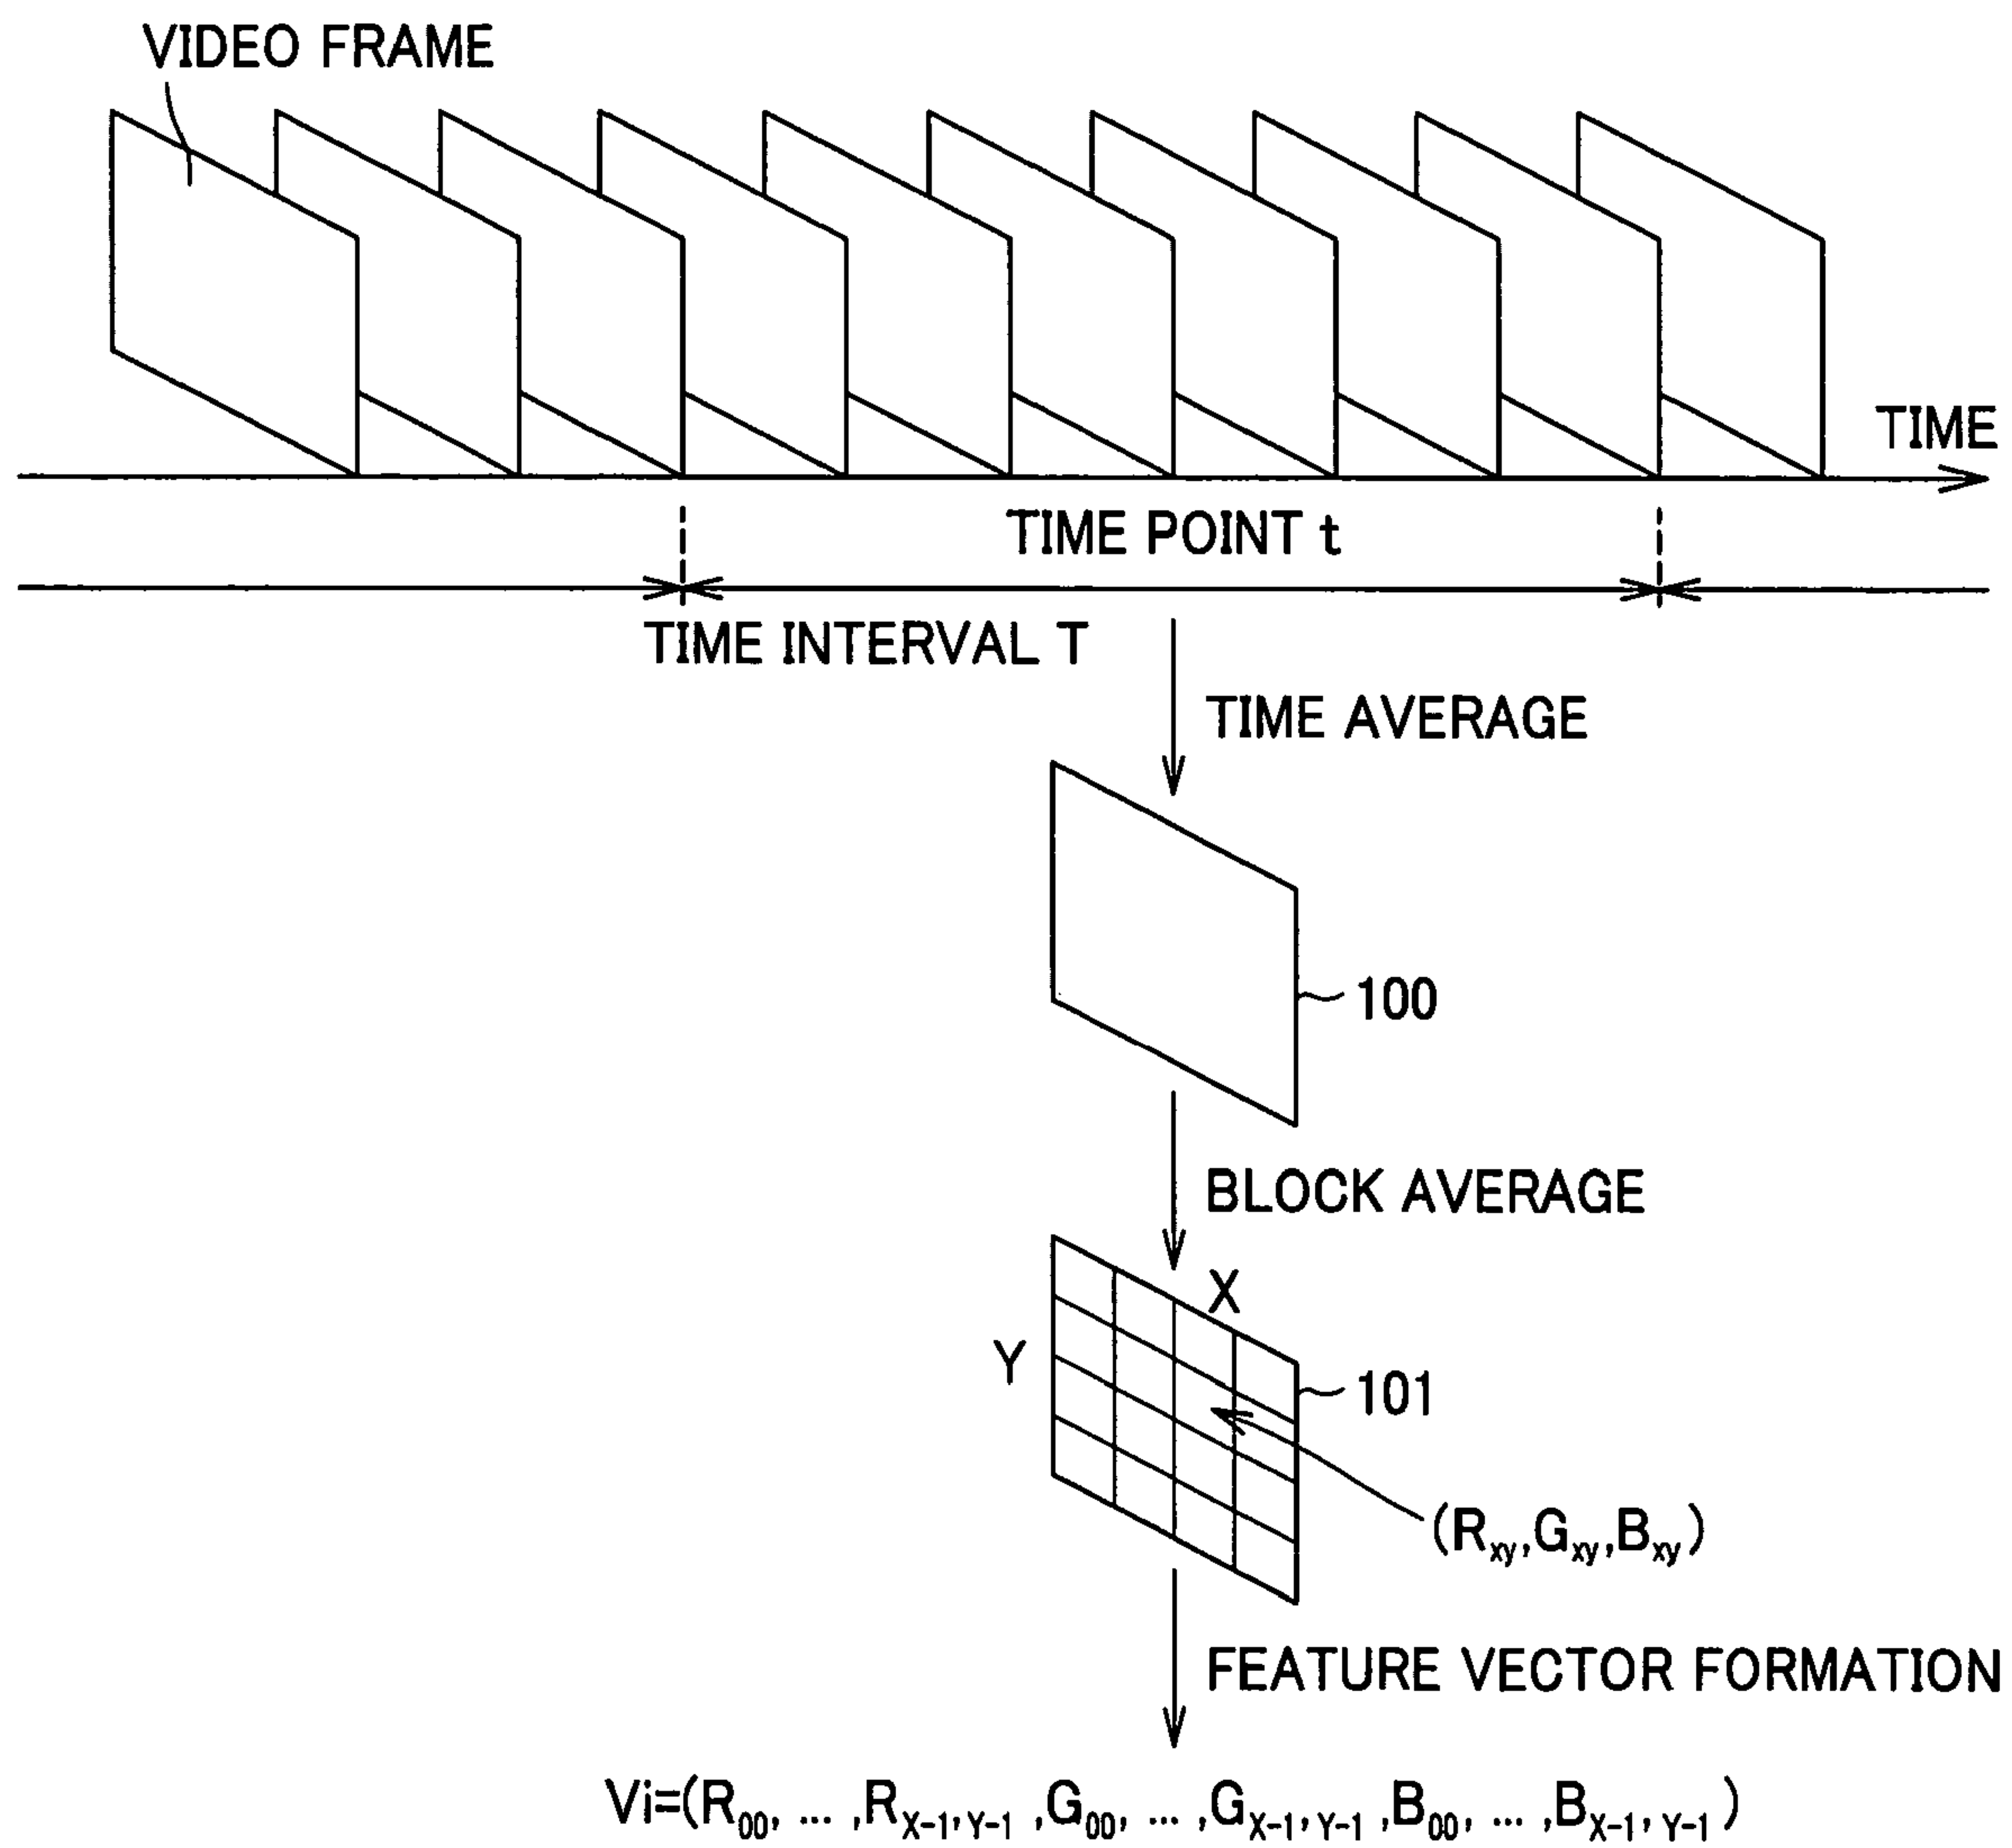 VIDEO FRAME
TIME
TIME POINT t
TIME INTERVAL T
TIME AVERAGE
100
BLOCK AVERAGE
X
Y
101
(Rxy,Gxy,Bxy)
FEATURE VECTOR FORMATION
Vi=(R00, ... ,RX-1,Y-1 ,G00, ... ,GX-1,Y-1 ,B00, ... ,BX-1,Y-1 )